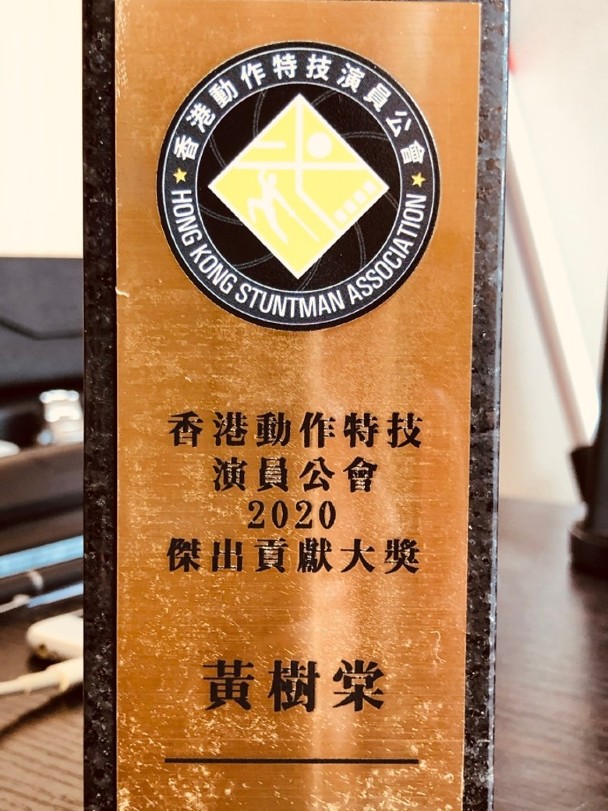 香港動作特技演員公會
HONG KONG STUNTMAN ASSOCIATION
香港動作特技
演員公會
2020
傑出貢獻大獎
黃樹棠